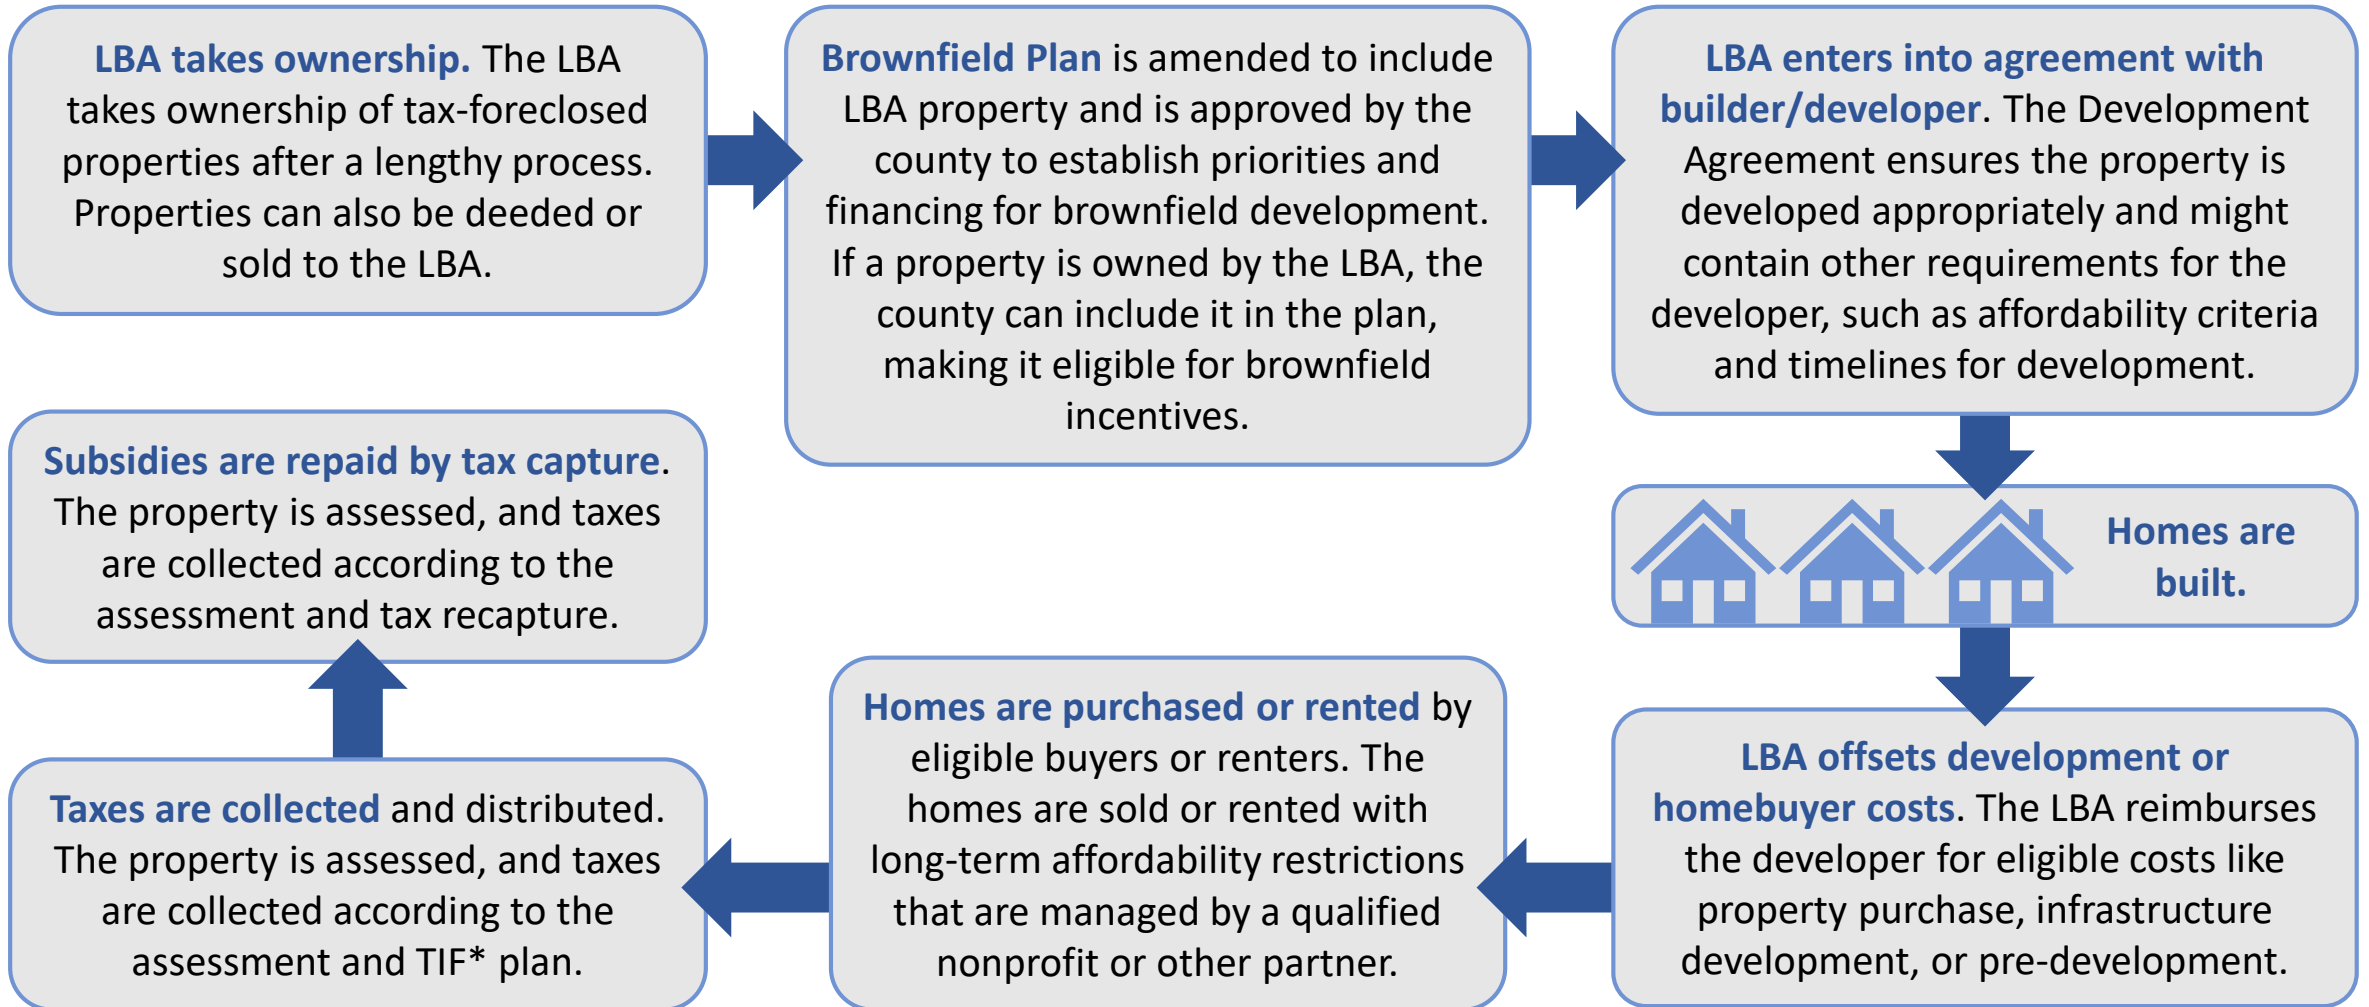 LBA takes ownership. The LBA
takes ownership of tax-foreclosed
properties after a lengthy process.
Properties can also be deeded or
sold to the LBA.
Brownfield Plan is amended to include
LBA property and is approved by the
county to establish priorities and
financing for brownfield development.
If a property is owned by the LBA, the
county can include it in the plan,
making it eligible for brownfield
incentives.
LBA enters into agreement with
builder/developer. The Development
Agreement ensures the property is
developed appropriately and might
contain other requirements for the
developer, such as affordability criteria
and timelines for development.
Homes are
built.
LBA offsets development or
homebuyer costs. The LBA reimburses
the developer for eligible costs like
property purchase, infrastructure
development, or pre-development.
Homes are purchased or rented by
eligible buyers or renters. The
homes are sold or rented with
long-term affordability restrictions
that are managed by a qualified
nonprofit or other partner.
Taxes are collected and distributed.
The property is assessed, and taxes
are collected according to the
assessment and TIF* plan.
Subsidies are repaid by tax capture.
The property is assessed, and taxes
are collected according to the
assessment and tax recapture.